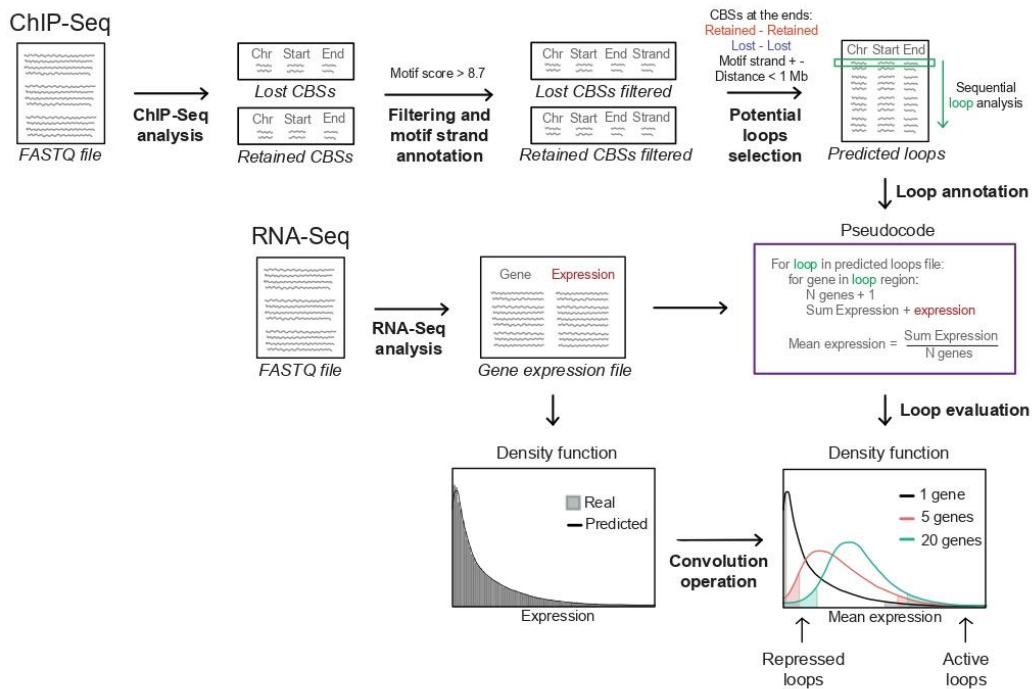 ChIP-Seq
FASTQ file
ChIP-Seq
analysis
Chr Start End
Lost CBSs
Chr Start End
Retained CBSs
Motif score > 8.7
Filtering and
motif strand
annotation
Chr Start End Strand
Lost CBSs filtered
Chr Start End Strand
Retained CBSs filtered
CBSs at the ends:
Retained - Retained
Lost - Lost
Motif strand + -
Distance < 1 Mb
Potential
loops
selection
Chr Start End
Predicted loops
Sequential
loop analysis
Loop annotation
RNA-Seq
FASTQ file
RNA-Seq
analysis
Gene Expression
Gene expression file
Pseudocode
For loop in predicted loops file:
for gene in loop region:
N genes + 1
Sum Expression + expression
Mean expression = Sum Expression
N genes
Loop evaluation
Density function
Real
Predicted
Expression
Convolution
operation
Density function
1 gene
5 genes
20 genes
Mean expression
Repressed
loops
Active
loops